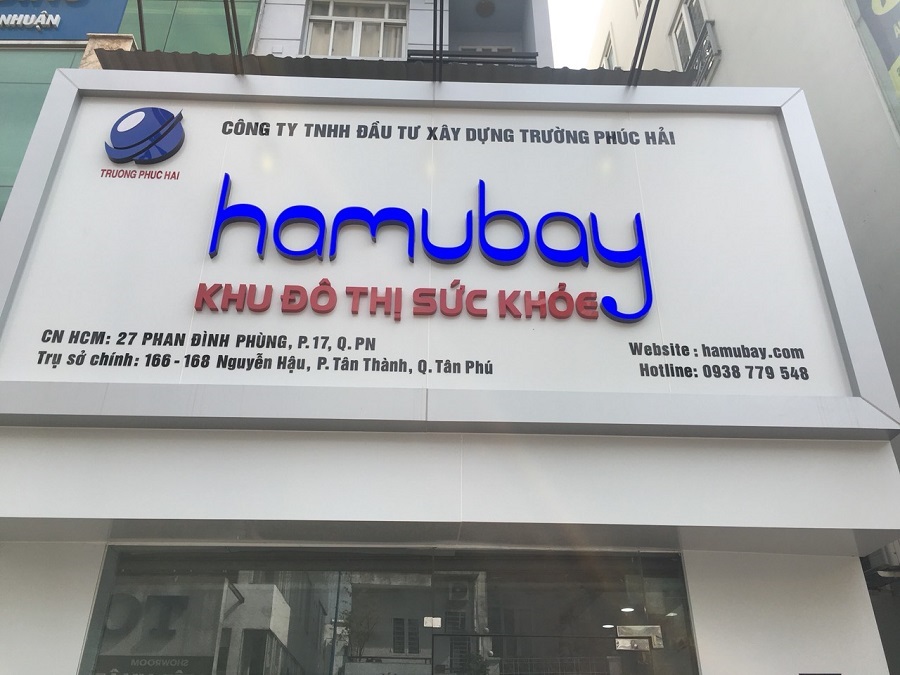 NHUẬN
CÔNG TY TNHH ĐẦU TƯ XÂY DỰNG TRƯỜNG PHÚC HẢI
TRUONG PHUC HAI
hamubay
KHU ĐÔ THỊ SỨC KHỎE
CN HCM: 27 PHAN ĐÌNH PHÙNG, P.17, Q.PN
Trụ sở chính: 166 - 168 Nguyễn Hậu, P. Tân Thành, Q. Tân Phú
Website : hamubay.com
Hotline: 0938 779 548